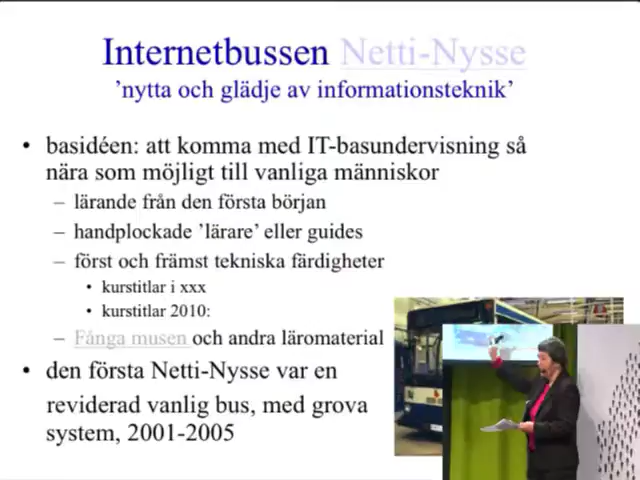 Internetbussen Netti-Nysse
’nytta och glädje av informationsteknik’
• basidéen: att komma med IT-basundervisning så
nära som möjligt till vanliga människor
– lärande från den första början
– handplockade ’lärare’ eller guides
– först och främst tekniska färdigheter
• kurstitlar i xxx
• kurstitlar 2010:
– Fånga musen och andra läromaterial
• den första Netti-Nysse var en
reviderad vanlig bus, med grova
system, 2001-2005